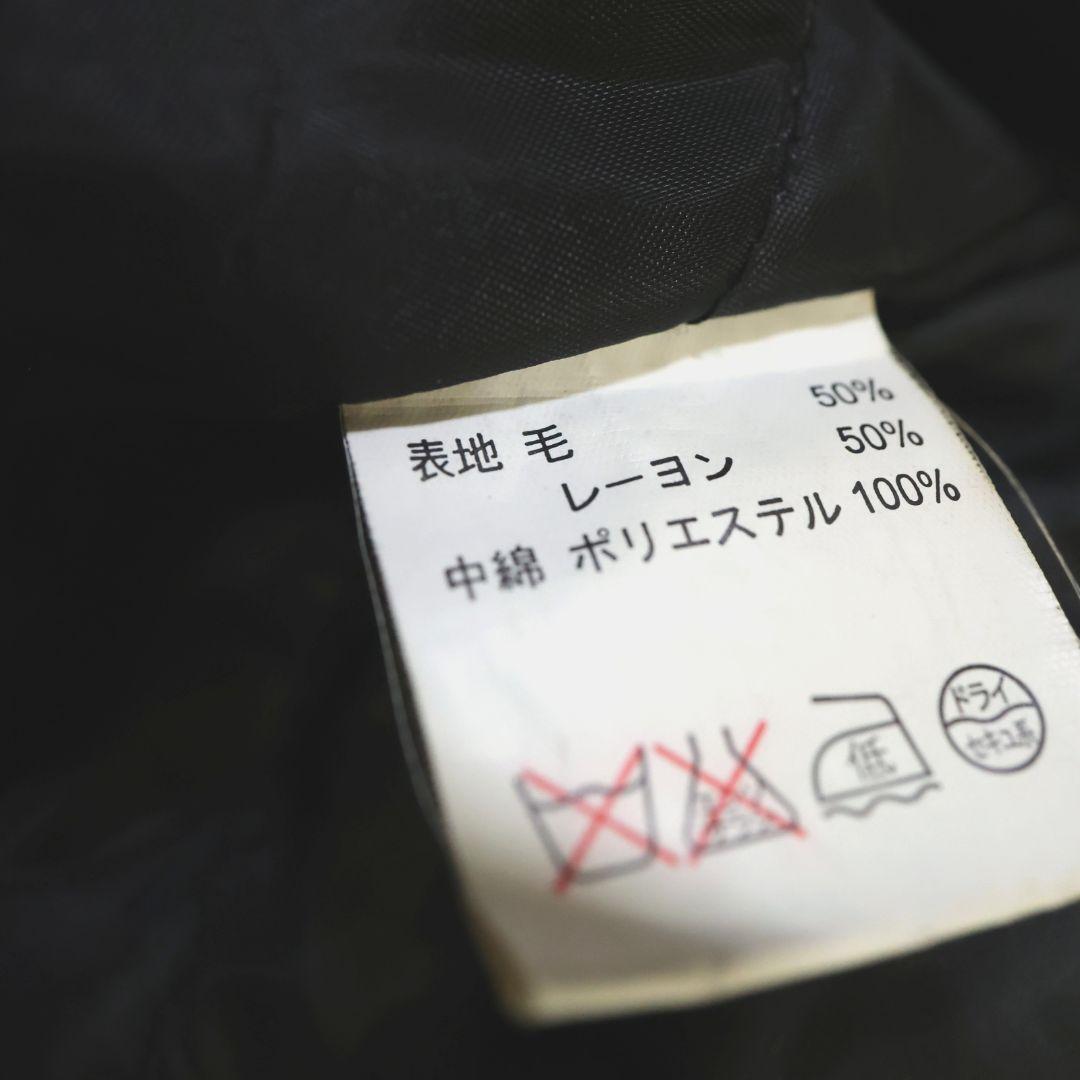 表地 毛 50%
レーヨン 50%
中綿 ポリエステル 100%
低
ドライ
セキユ系